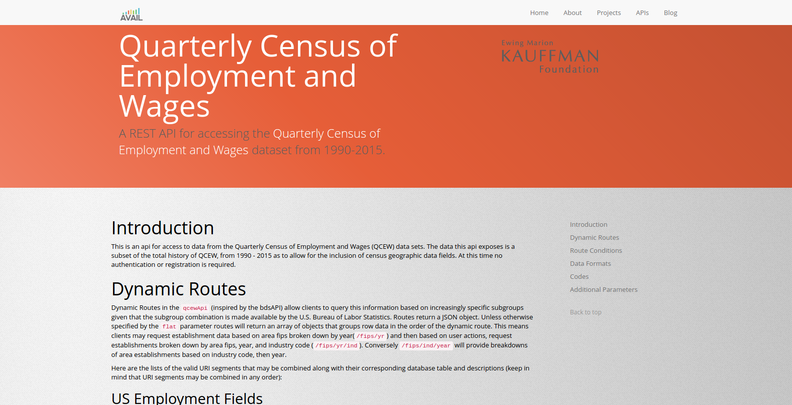 AVAIL
Home About Projects APIs Blog
Quarterly Census of
Employment and
Wages
Ewing Marion
KAUFFMAN
Foundation
A REST API for accessing the Quarterly Census of
Employment and Wages dataset from 1990-2015.
Introduction
This is an api for access to data from the Quarterly Census of Employment and Wages (QCEW) data sets. The data this api exposes is a
subset of the total history of QCEW, from 1990 - 2015 as to allow for the inclusion of census geographic data fields. At this time no
authentication or registration is required.
Dynamic Routes
Dynamic Routes in the qcewApi (inspired by the bdsAPI) allow clients to query this information based on increasingly specific subgroups
given that the subgroup combination is made available by the U.S. Bureau of Labor Statistics. Routes return a JSON object. Unless otherwise
specified by the flat parameter routes will return an array of objects that groups row data in the order of the dynamic route. This means
clients may request establishment data based on area fips broken down by year( /fips/yr ) and then based on user actions, request
establishments broken down by area fips, year, and industry code ( /fips/yr/ind ). Conversely /fips/ind/year will provide breakdowns
of area establishments based on industry code, then year.
Here are the lists of the valid URI segments that may be combined along with their corresponding database table and descriptions (keep in
mind that URI segments may be combined in any order):
US Employment Fields
Introduction
Dynamic Routes
Route Conditions
Data Formats
Codes
Additional Parameters
Back to top